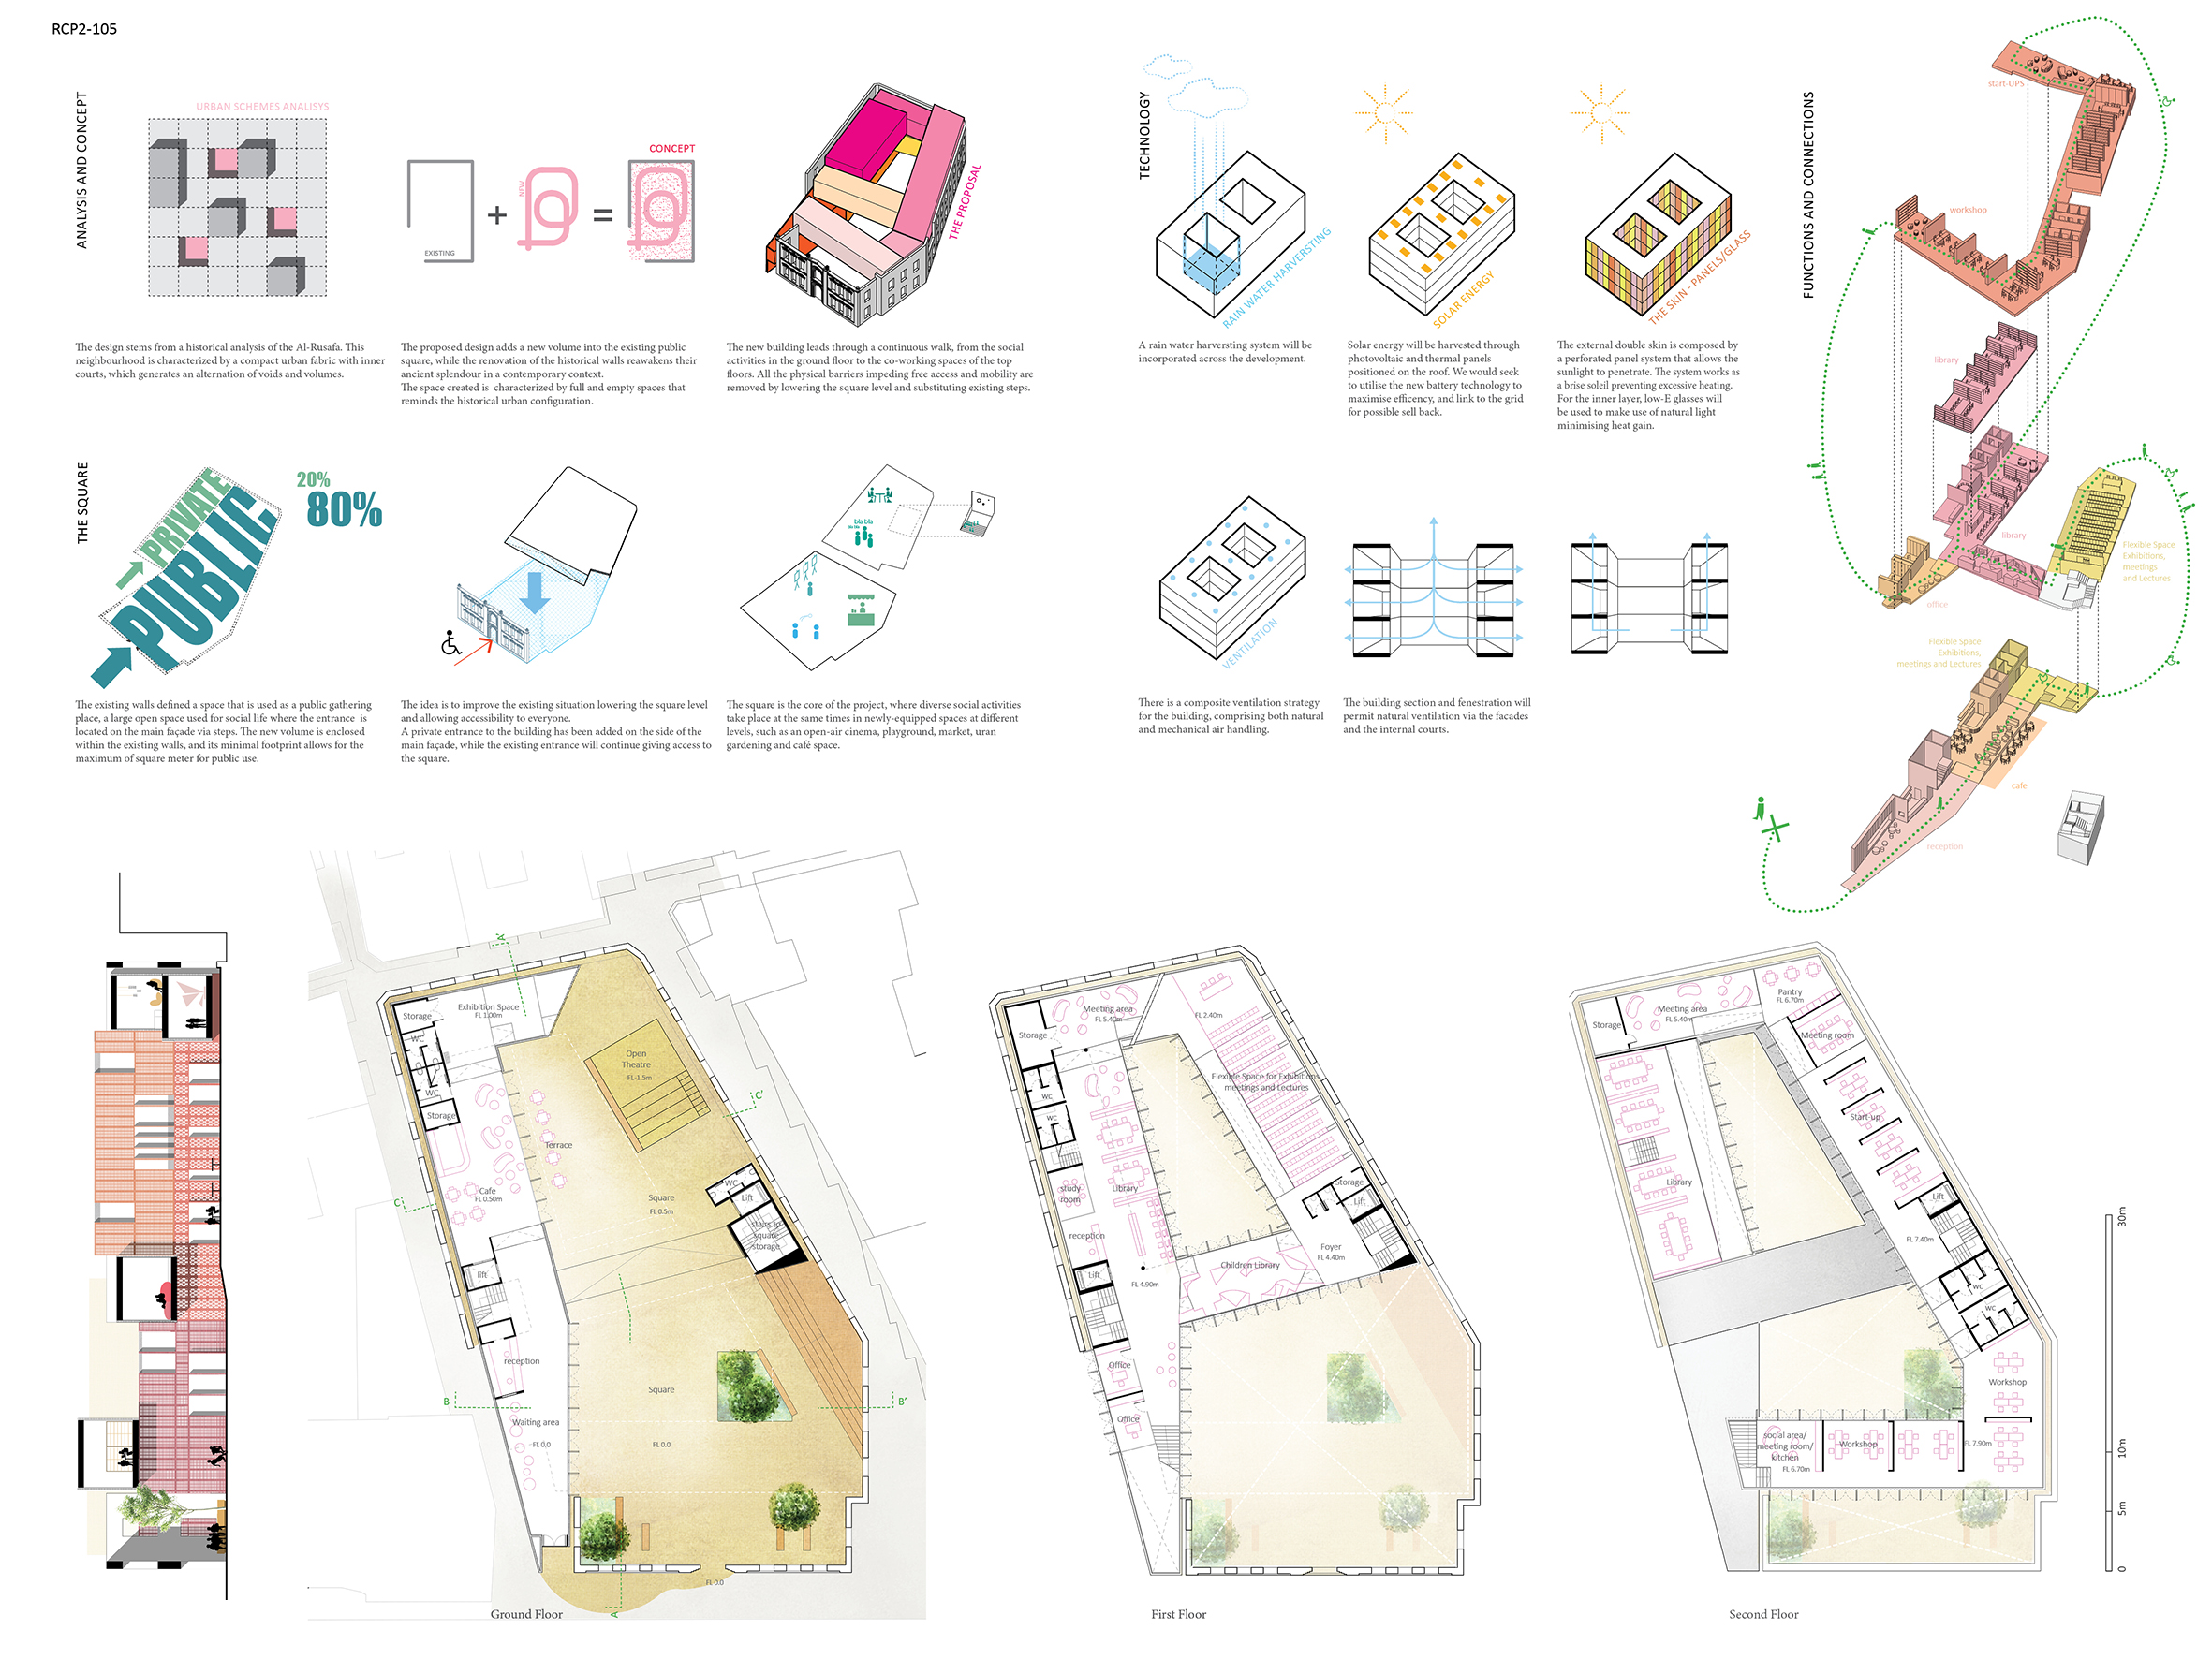 RCP2-105
ANALYSIS AND CONCEPT
URBAN SCHEMES ANALISYS
EXISTING
+
NEW
=
CONCEPT
THE PROPOSAL
The design stems from a historical analysis of the Al-Rusafa. This
neighbourhood is characterized by a compact urban fabric with inner
courts, which generates an alternation of voids and volumes.
The proposed design adds a new volume into the existing public
square, while the renovation of the historical walls reawakens their
ancient splendour in a contemporary context.
The space created is characterized by full and empty spaces that
reminds the historical urban configuration.
The new building leads through a continuous walk, from the social
activities in the ground floor to the co-working spaces of the top
floors. All the physical barriers impeding free access and mobility are
removed by lowering the square level and substituting existing steps.
THE SQUARE
PRIVATE
PUBLIC
20%
80%
bla bla
The existing walls defined a space that is used as a public gathering
place, a large open space used for social life where the entrance is
located on the main façade via steps. The new volume is enclosed
within the existing walls, and its minimal footprint allows for the
maximum of square meter for public use.
The idea is to improve the existing situation lowering the square level
and allowing accessibility to everyone.
A private entrance to the building has been added on the side of the
main façade, while the existing entrance will continue giving access to
the square.
The square is the core of the project, where diverse social activities
take place at the same times in newly-equipped spaces at different
levels, such as an open-air cinema, playground, market, uran
gardening and café space.
TECHNOLOGY
RAIN WATER HARVERSTING
SOLAR ENERGY
THE SKIN - PANELS/GLASS
A rain water harversting system will be
incorporated across the development.
Solar energy will be harvested through
photovoltaic and thermal panels
positioned on the roof. We would seek
to utilise the new battery technology to
maximise efficency, and link to the grid
for possible sell back.
The external double skin is composed by
a perforated panel system that allows the
sunlight to penetrate. The system works as
a brise soleil preventing excessive heating.
For the inner layer, low-E glasses will
be used to make use of natural light
minimising heat gain.
VENTILATION
There is a composite ventilation strategy
for the building, comprising both natural
and mechanical air handling.
The building section and fenestration will
permit natural ventilation via the facades
and the internal courts.
FUNCTIONS AND CONNECTIONS
start-UPS
workshop
library
library
Flexible Space
Exhibitions,
meetings
and Lectures
office
Flexible Space
Exhibitions,
meetings and Lectures
cafe
reception
A'
Exhibition Space
FL 1.00m
Storage
WC
WC
Storage
Open
Theatre
FL-1.3m
C'
Terrace
Cafe
FL 0.50m
C
Square
FL 0.5m
WC
Lift
stairs to
square
storage
lift
reception
Square
B
B'
Waiting area
FL 0.0
FL 0.0
FL 0.0
A
Ground Floor
Meeting area
FL 5.40m
FL 2.40m
Storage
Flexible Space for Exhibitions
meetings and Lectures
WC
WC
study
room
Library
Storage
Lift
reception
Foyer
FL 4.40m
Children Library
Lift
FL 4.90m
Office
Office
First Floor
Pantry
FL 6.70m
Meeting area
FL 5.40m
Storage
Meeting room
Start-up
Library
Lift
FL 7.40m
WC
WC
Workshop
social area/
meeting room/
kitchen
FL 6.70m
Workshop
FL 7.90m
Second Floor
30m
10m
5m
0